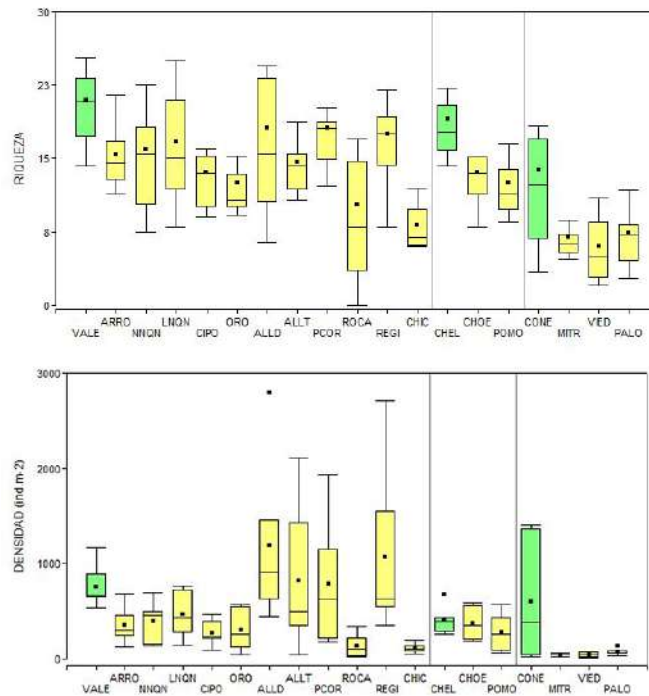 30
23
15
8
0
RIQUEZA
ARRO LNQN ORO ALLT ROCA CHIC CHOE CONE VIED
VALE NNQN CIPO ALLD PCOR REGI CHEL POMO MITR PALO
3000
2000
1000
0
DENSIDAD (ind m-2)
ARRO LNQN ORO ALLT ROCA CHIC CHOE CONE VIED
VALE NNQN CIPO ALLD PCOR REGI CHEL POMO MITR PALO